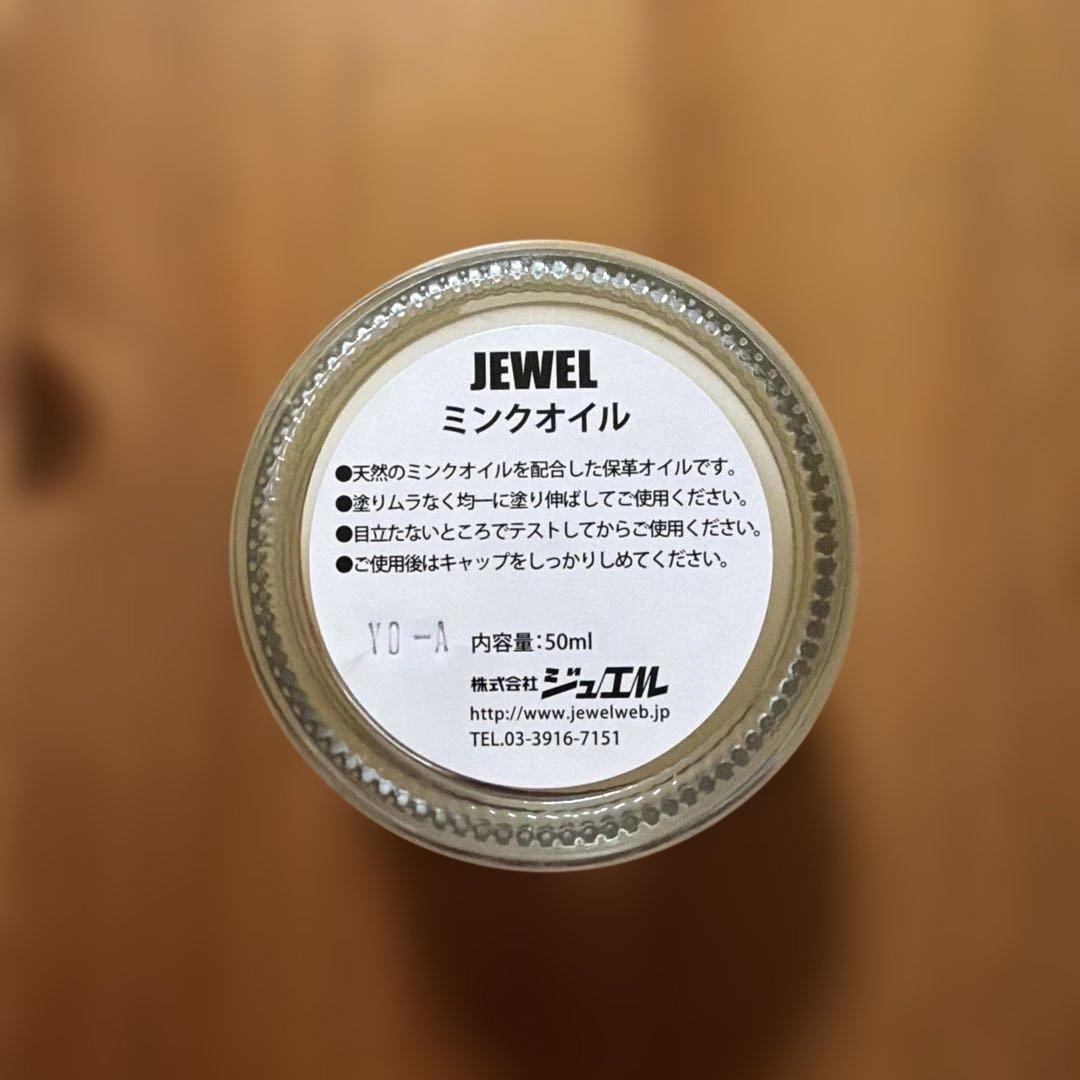 JEWEL
ミンクオイル
●天然のミンクオイルを配合した保革オイルです。
●塗りムラなく均一に塗り伸ばしてご使用ください。
●目立たないところでテストしてからご使用ください。
●ご使用後はキャップをしっかりしめてください。
YO-A 内容量:50ml
株式会社ジュエル
http://www.jewelweb.jp
TEL.03-3916-7151